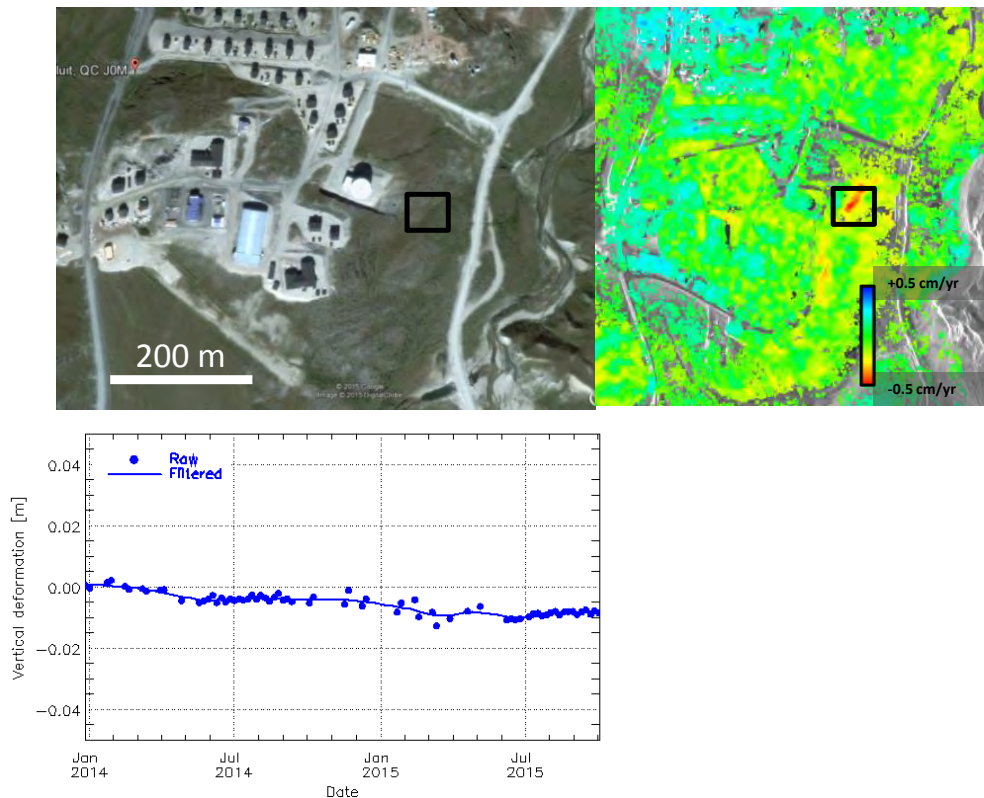 luit, QC J0M
200 m
© 2015 Google
Image © 2015 DigitalGlobe
+0.5 cm/yr
-0.5 cm/yr
Raw
Filtered
0.04
0.02
0.00
-0.02
-0.04
Vertical deformation [m]
Jan Jul Jan Jul
2014 2014 2015 2015
Date